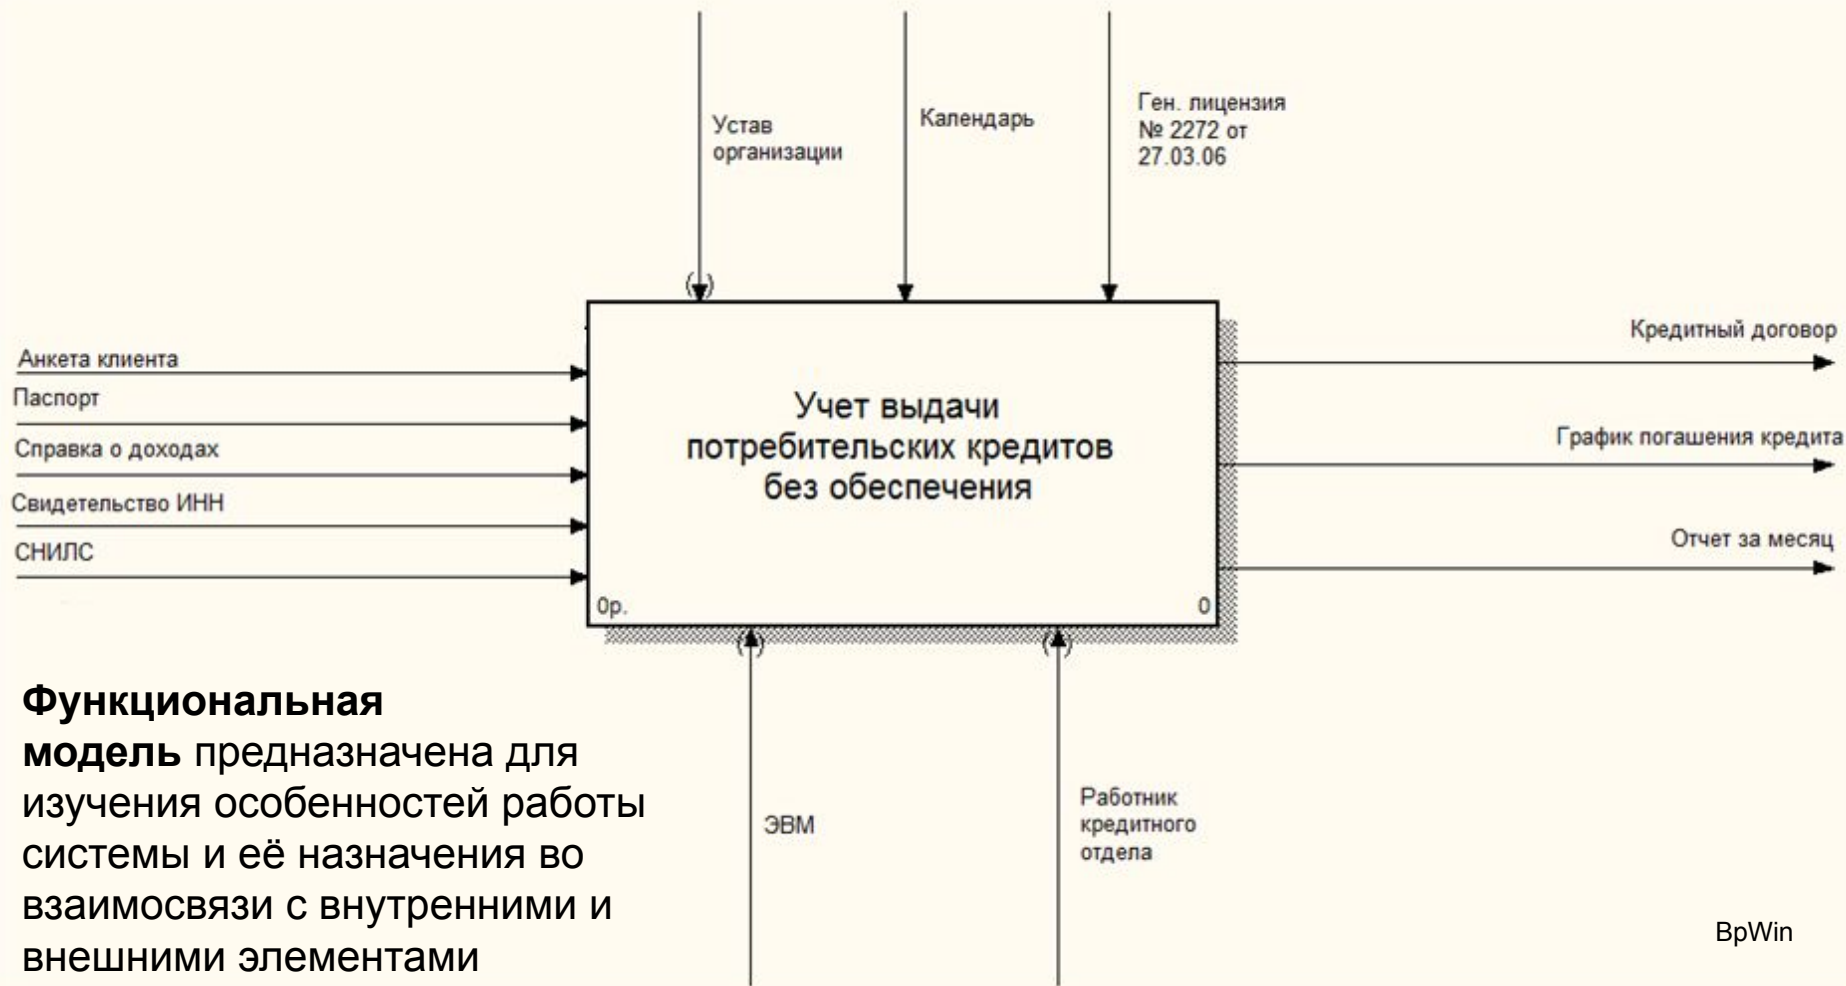 Устав
организации
Календарь
Ген. лицензия
№ 2272 от
27.03.06
Анкета клиента
Паспорт
Справка о доходах
Свидетельство ИНН
СНИЛС
Учет выдачи
потребительских кредитов
без обеспечения
0р.
0
Кредитный договор
График погашения кредита
Отчет за месяц
ЭВМ
Работник
кредитного
отдела
Функциональная
модель предназначена для
изучения особенностей работы
системы и её назначения во
взаимосвязи с внутренними и
внешними элементами
BpWin